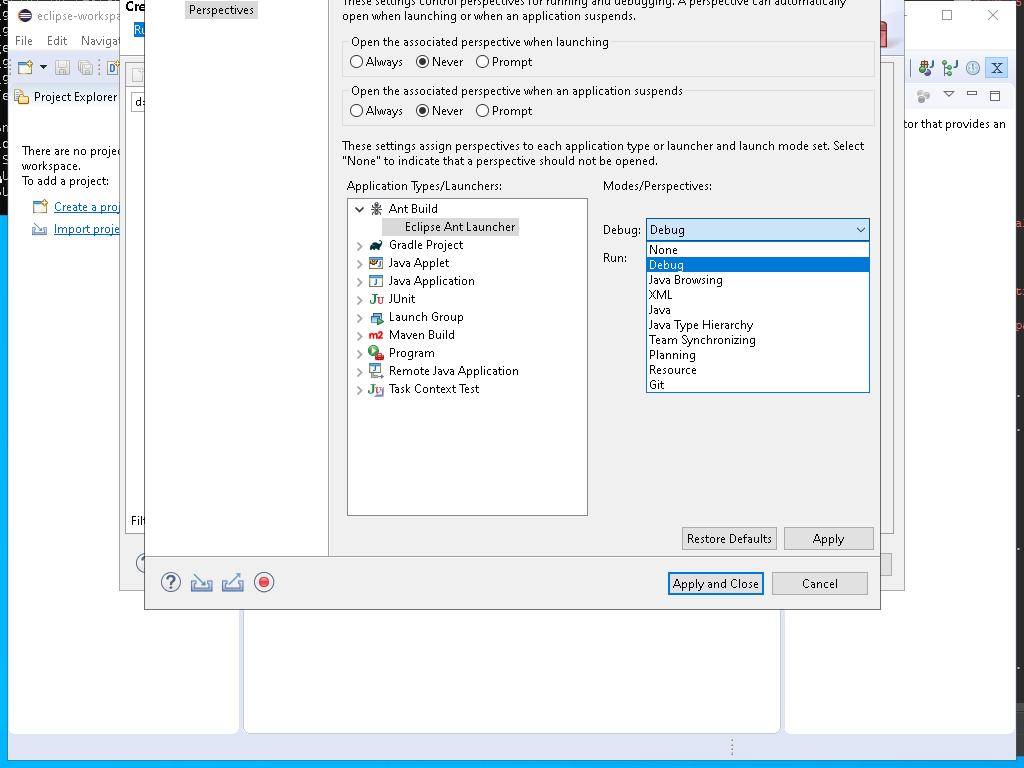 Perspectives
These settings control perspectives for running and debugging. A perspective can automatically
open when launching or when an application suspends.
eclipse-workspa
Cre
File Edit Navigat
Open the associated perspective when launching
Always Never Prompt
Project Explorer
Open the associated perspective when an application suspends
Always Never Prompt
tor that provides an
These settings assign perspectives to each application type or launcher and launch mode set. Select
"None" to indicate that a perspective should not be opened.
There are no projec
workspace.
To add a project:
Create a proj
Import proje
Application Types/Launchers:
Modes/Perspectives:
Ant Build
Eclipse Ant Launcher
Gradle Project
Java Applet
Java Application
JUnit
Launch Group
Maven Build
Program
Remote Java Application
Task Context Test
Debug: Debug
Run:
None
Debug
Java Browsing
XML
Java
Java Type Hierarchy
Team Synchronizing
Planning
Resource
Git
Filt
Restore Defaults Apply
Apply and Close Cancel